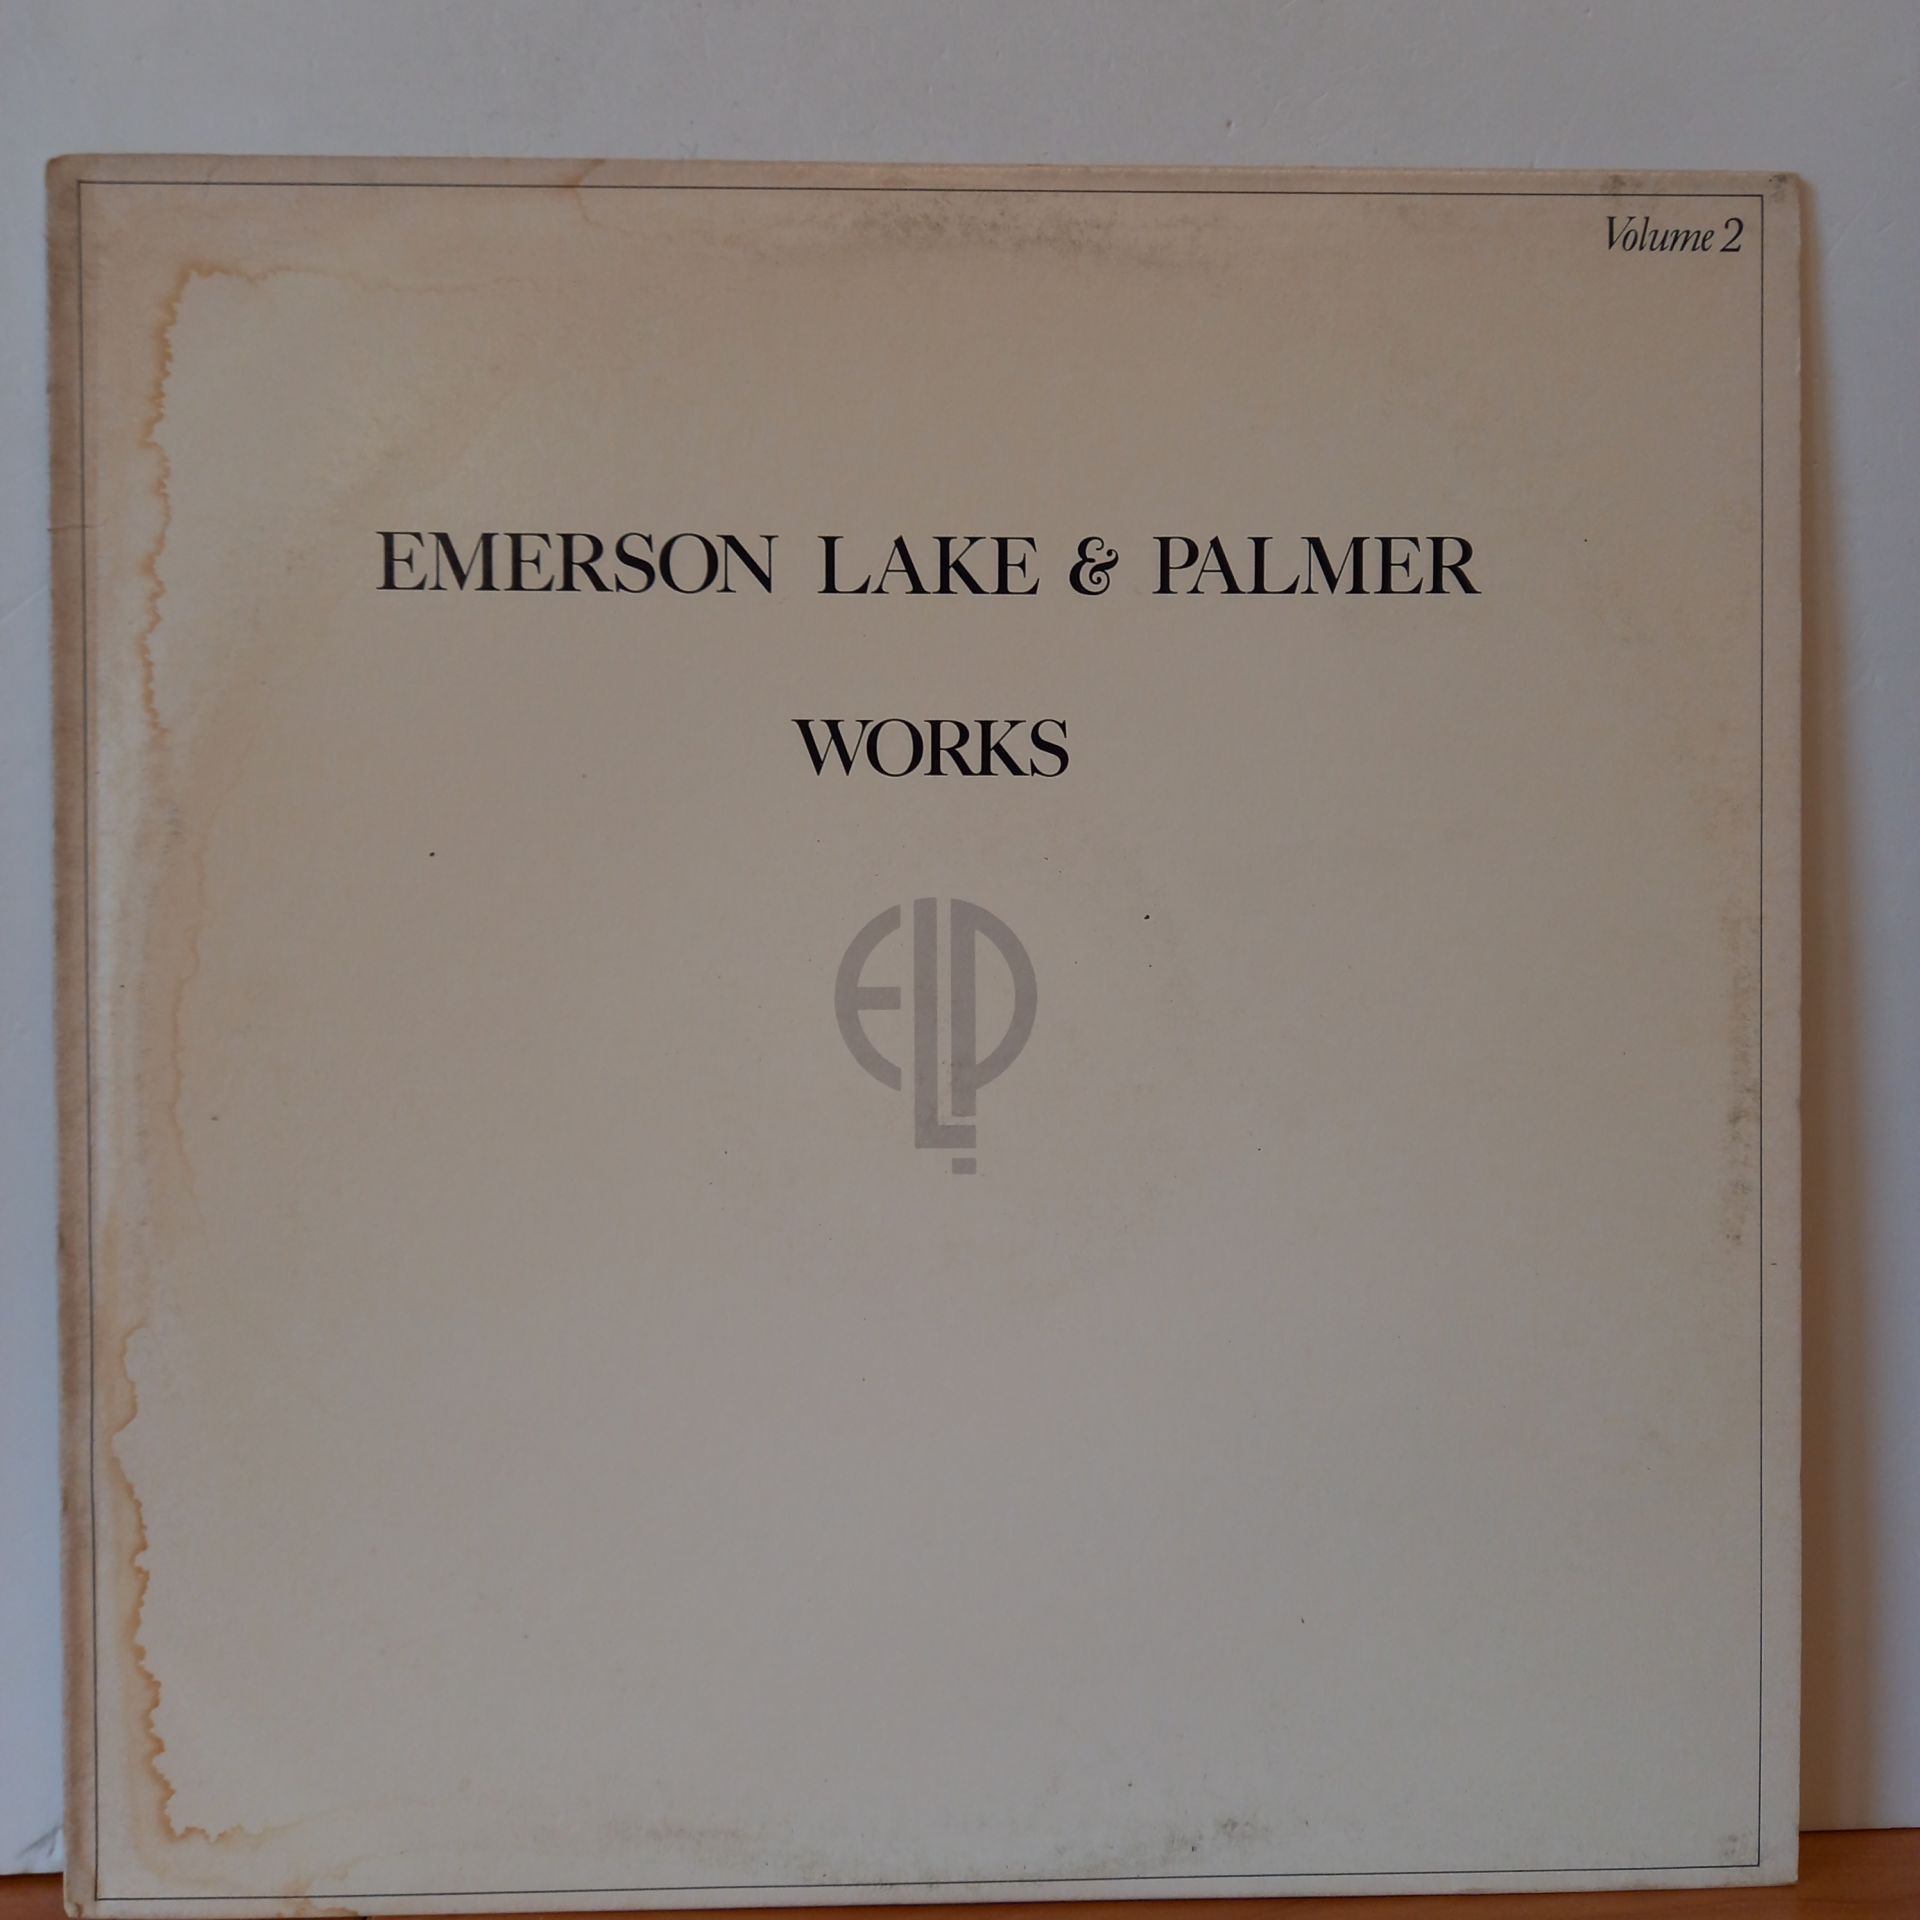 Volume 2
EMERSON LAKE & PALMER
WORKS
ELP